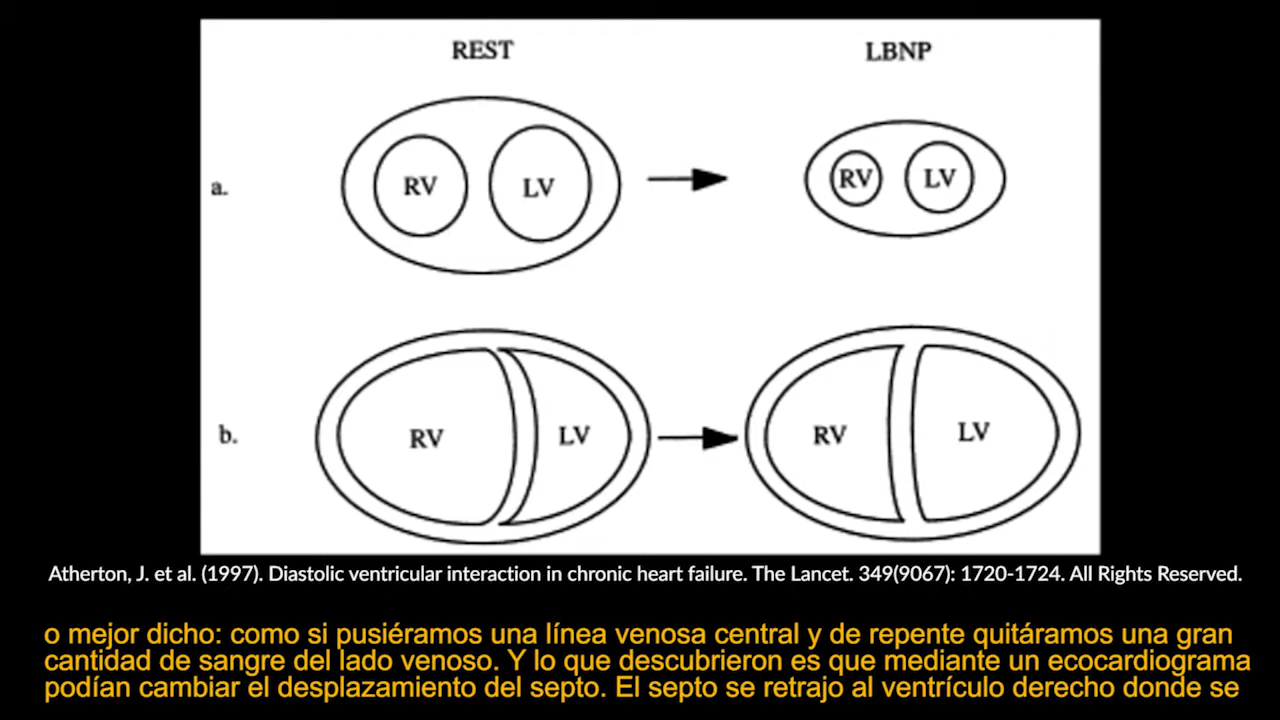 REST LBNP
a. RV LV RV LV
b. RV LV RV LV
Atherton, J. et al. (1997). Diastolic ventricular interaction in chronic heart failure. The Lancet. 349(9067): 1720-1724. All Rights Reserved.
o mejor dicho: como si pusiéramos una línea venosa central y de repente quitáramos una gran
cantidad de sangre del lado venoso. Y lo que descubrieron es que mediante un ecocardiograma
podían cambiar el desplazamiento del septo. El septo se retrajo al ventrículo derecho donde se